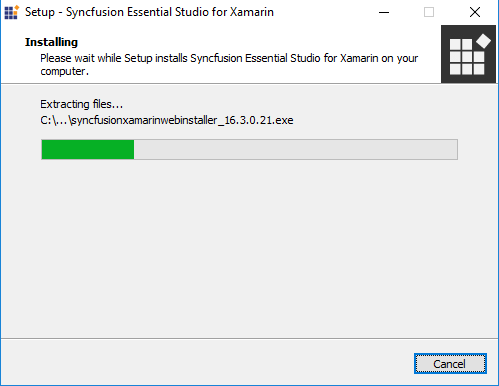 Setup - Syncfusion Essential Studio for Xamarin
Installing
Please wait while Setup installs Syncfusion Essential Studio for Xamarin on your
computer.
Extracting files...
C:\...\syncfusionxamarinwebinstaller_16.3.0.21.exe
Cancel